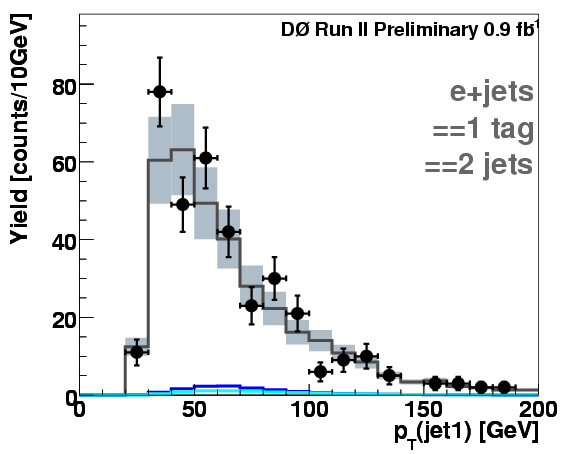 DØ Run II Preliminary 0.9 fb-1
e+jets
==1 tag
==2 jets
Yield [counts/10GeV]
80
60
40
20
0
0 50 100 150 200
pT(jet1) [GeV]